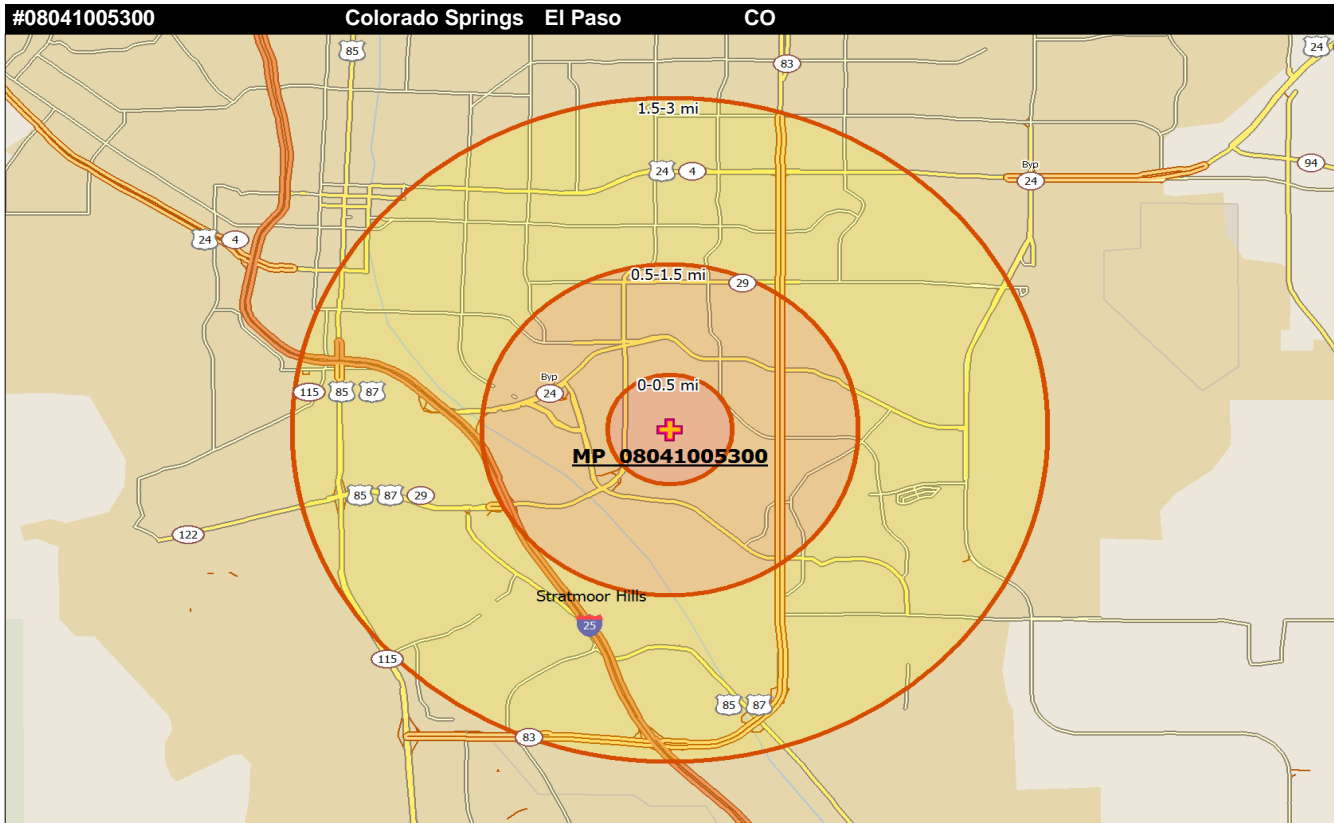 #08041005300 Colorado Springs El Paso CO
85
83
24
1.5-3 mi
24 4
Byp
24
94
24 4
0.5-1.5 mi
29
Byp
24
0-0.5 mi
115 85 87
MP 08041005300
85 87 29
122
Stratmoor Hills
25
115
85 87
83